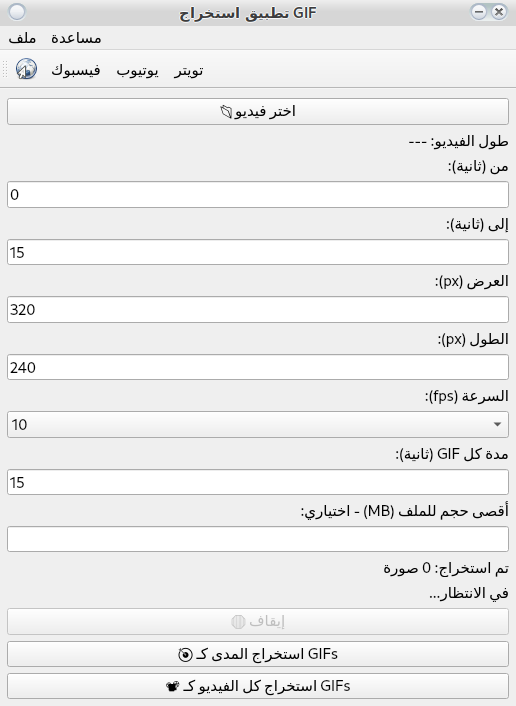 تطبيق استخراج GIF
ملف مساعدة
فيسبوك يوتيوب تويتر
اختر فيديو
طول الفيديو: ---
من (ثانية):
0
إلى (ثانية):
15
العرض (px):
320
الطول (px):
240
السرعة (fps):
10
مدة كل GIF (ثانية):
15
أقصى حجم للملف (MB) - اختياري:
تم استخراج: 0 صورة
في الانتظار...
إيقاف
استخراج المدى كـ GIFs
استخراج كل الفيديو كـ GIFs